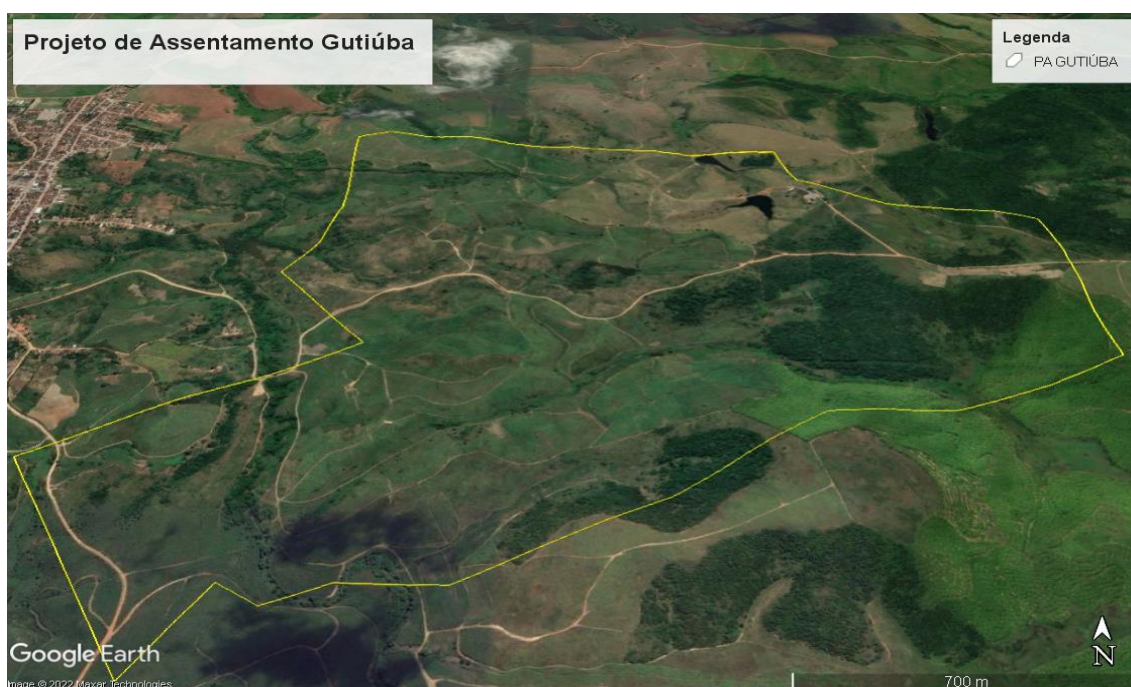 Projeto de Assentamento Gutiúba
Legenda
PA GUTIÚBA
Google Earth
Image © 2022 Maxar Technologies
N
700 m